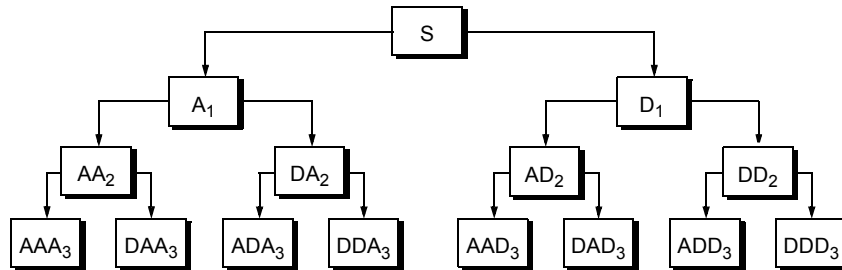 S
A₁ D₁
AA₂ DA₂ AD₂ DD₂
AAA₃ DAA₃ ADA₃ DDA₃ AAD₃ DAD₃ ADD₃ DDD₃